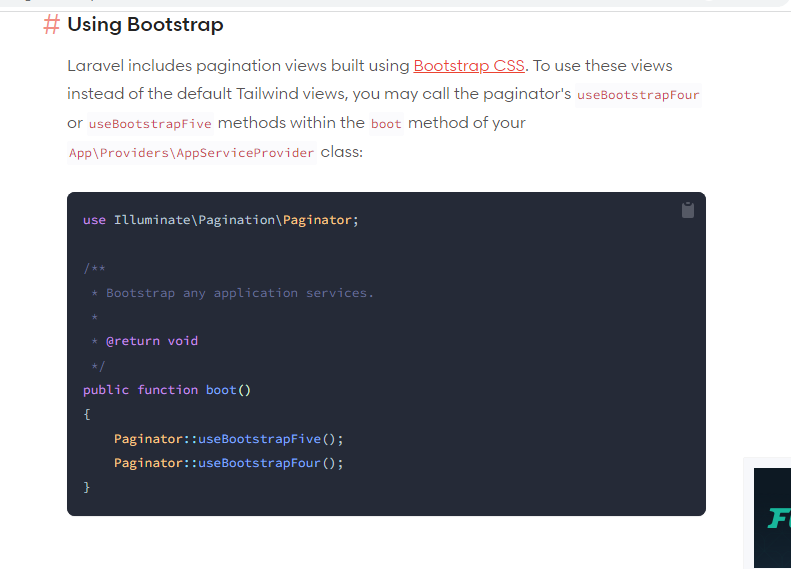 # Using Bootstrap
Laravel includes pagination views built using Bootstrap CSS. To use these views
instead of the default Tailwind views, you may call the paginator's useBootstrapFour
or useBootstrapFive methods within the boot method of your
App\Providers\AppServiceProvider class:
use Illuminate\Pagination\Paginator;
/**
* Bootstrap any application services.
*
* @return void
*/
public function boot()
{
Paginator::useBootstrapFive();
Paginator::useBootstrapFour();
}